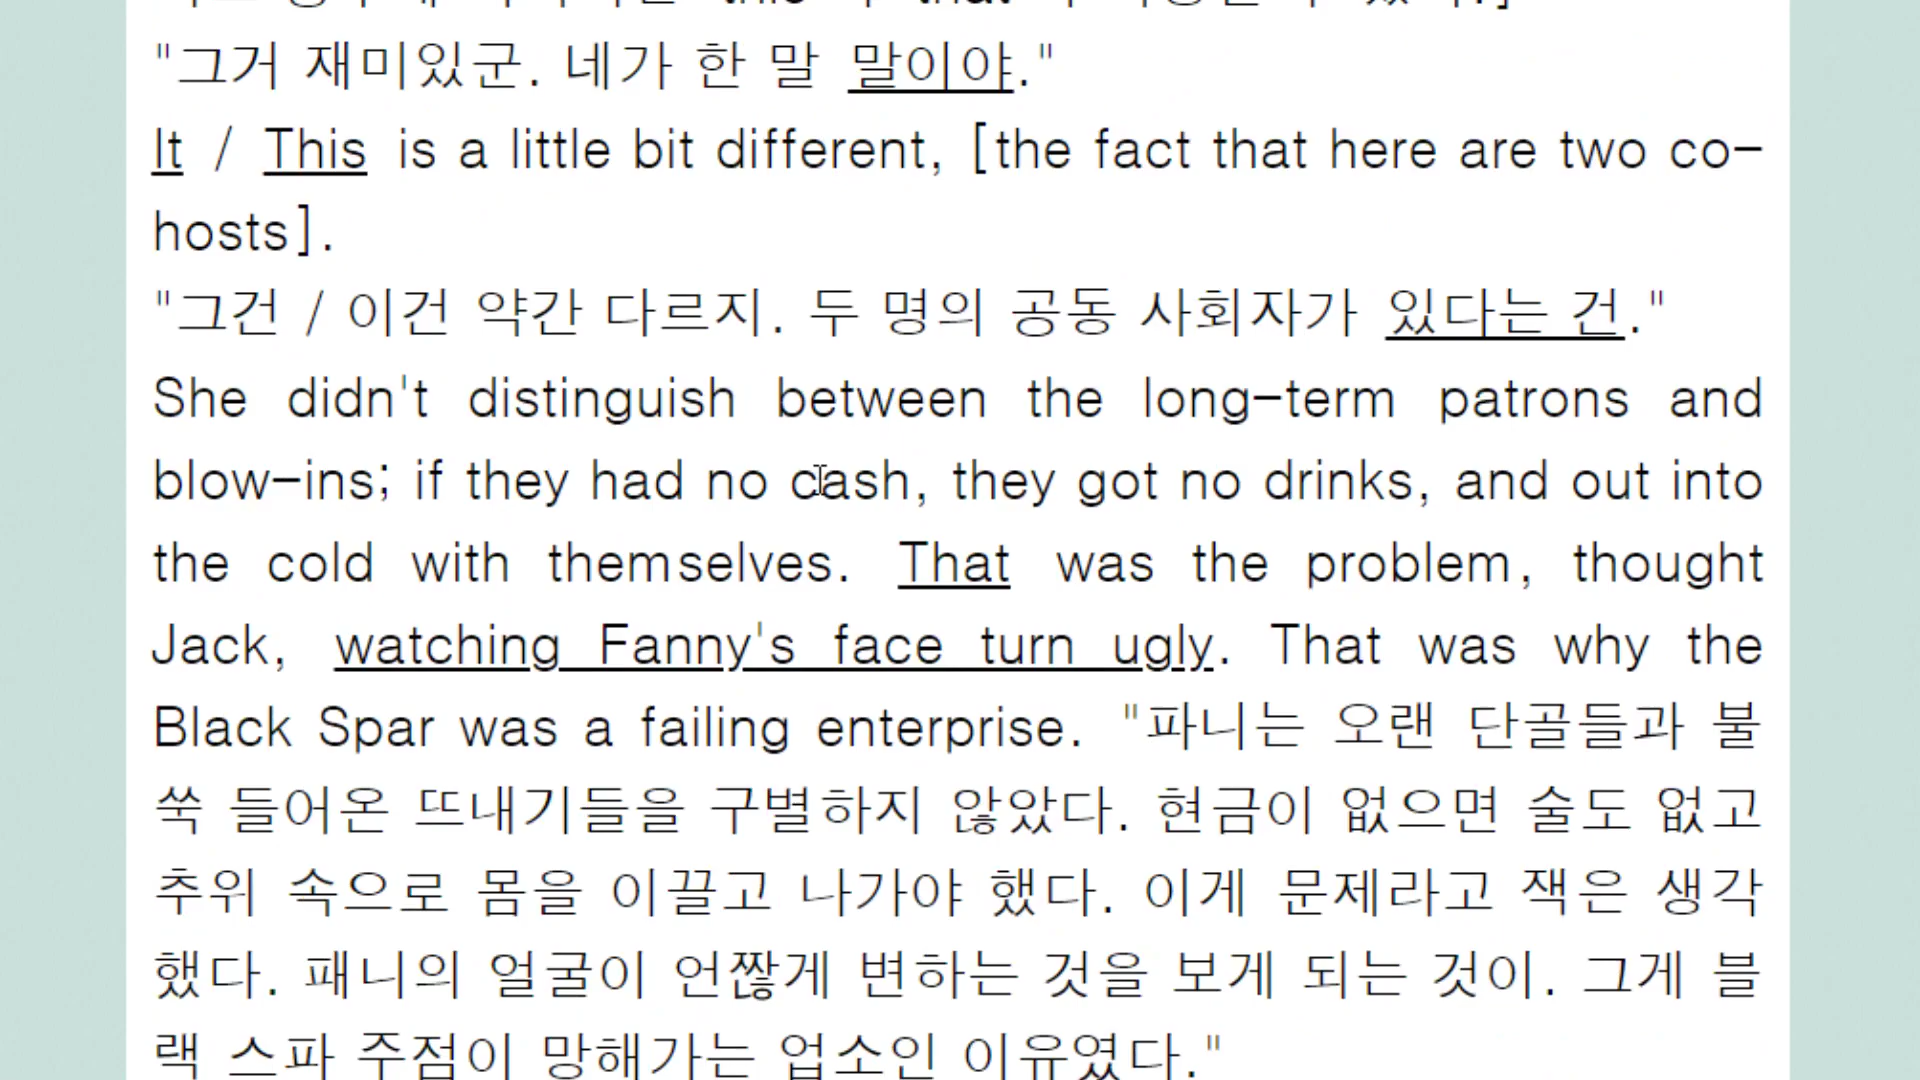 "그거 재미있군. 네가 한 말 말이야."
It / This is a little bit different, [the fact that here are two co-
hosts].
"그건 / 이건 약간 다르지. 두 명의 공동 사회자가 있다는 건."
She didn't distinguish between the long-term patrons and
blow-ins; if they had no cash, they got no drinks, and out into
the cold with themselves. That was the problem, thought
Jack, watching Fanny's face turn ugly. That was why the
Black Spar was a failing enterprise. "파니는 오랜 단골들과 불
쑥 들어온 뜨내기들을 구별하지 않았다. 현금이 없으면 술도 없고
추위 속으로 몸을 이끌고 나가야 했다. 이게 문제라고 잭은 생각
했다. 패니의 얼굴이 언짢게 변하는 것을 보게 되는 것이. 그게 블
랙 스파 주점이 망해가는 업소인 이유였다."